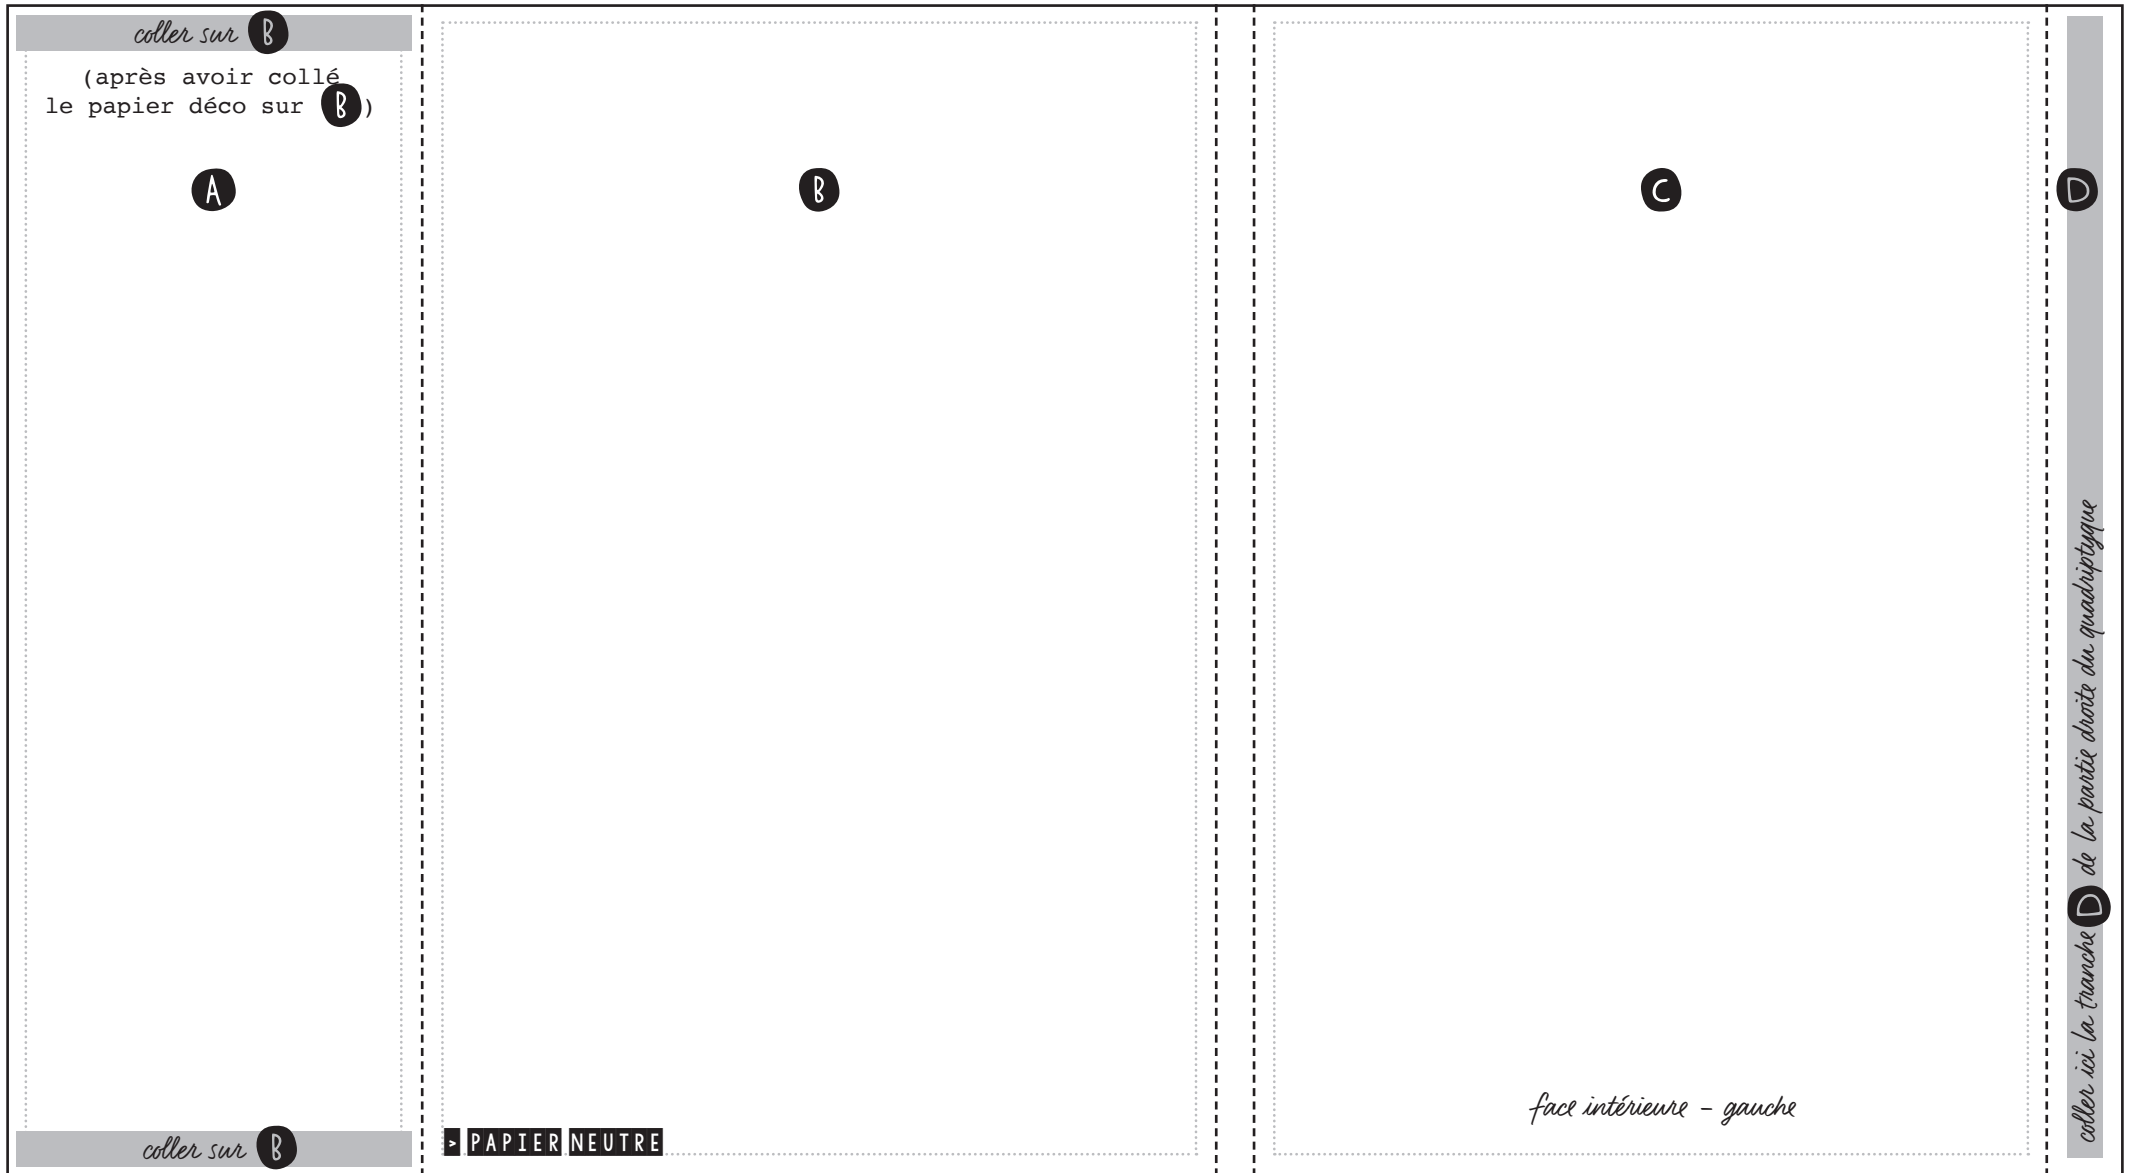 coller sur B
(après avoir collé
le papier déco sur B)
A
B
C
D
coller ici la tranche D de la partie droite du quadriptyque
face intérieure - gauche
coller sur B
> PAPIER NEUTRE